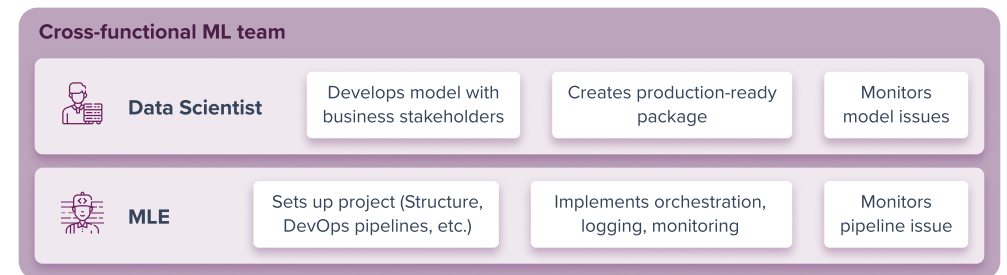 Cross-functional ML team
Data Scientist
Develops model with
business stakeholders
Creates production-ready
package
Monitors
model issues
MLE
Sets up project (Structure,
DevOps pipelines, etc.)
Implements orchestration,
logging, monitoring
Monitors
pipeline issue